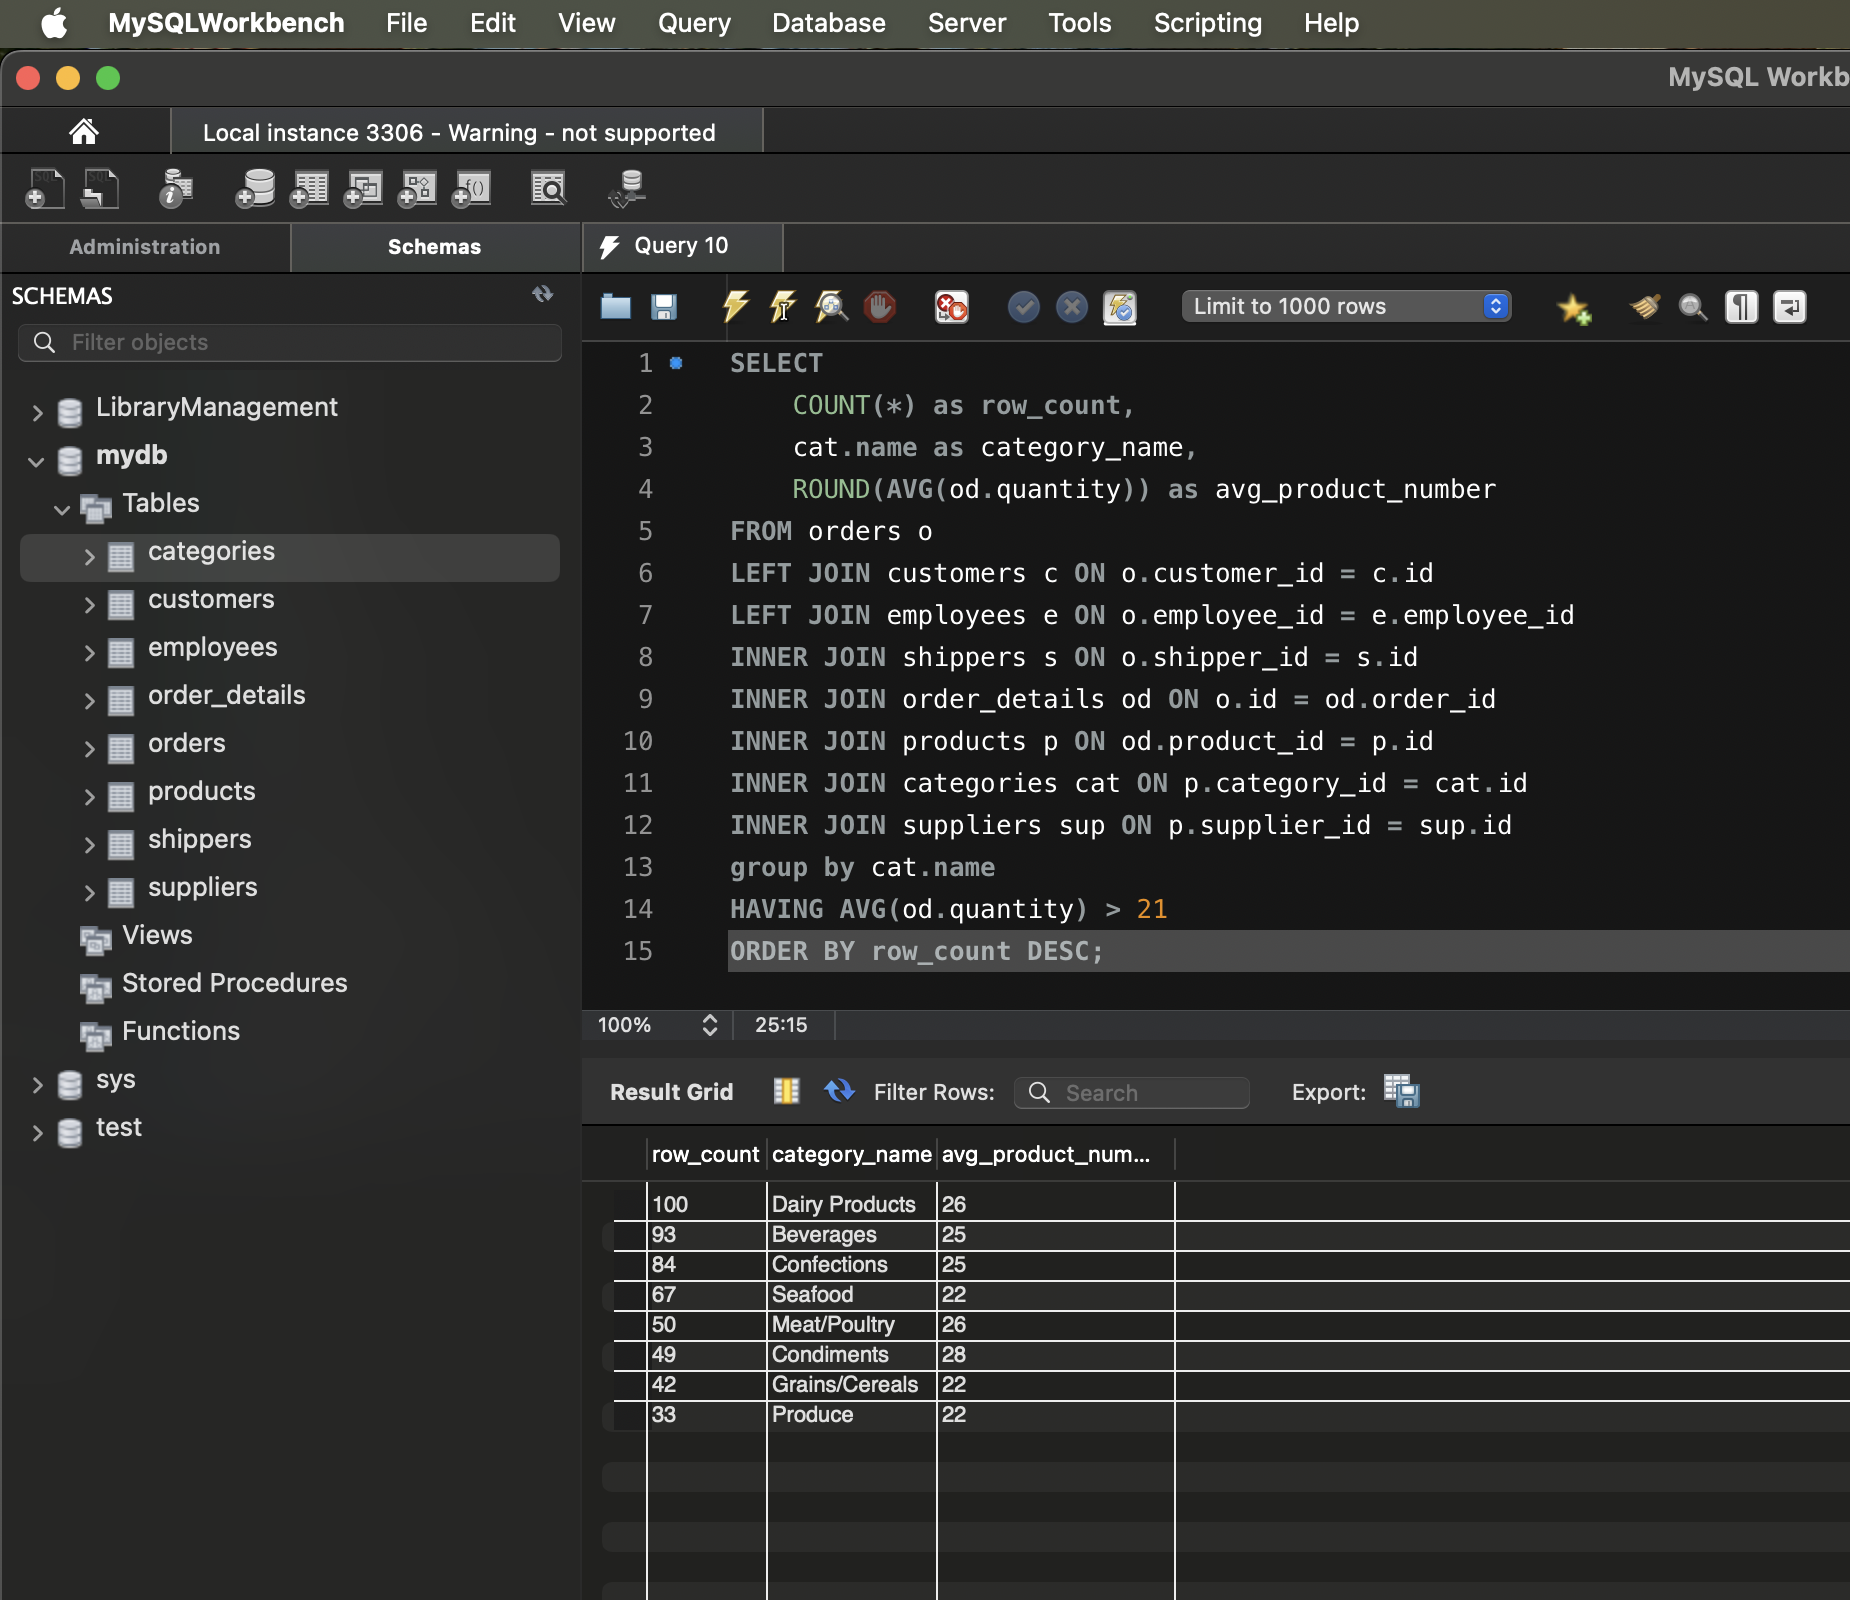 MySQLWorkbench File Edit View Query Database Server Tools Scripting Help
MySQL Workb
Local instance 3306 - Warning - not supported
Administration Schemas
Query 10
SCHEMAS
Limit to 1000 rows
Filter objects
LibraryManagement
mydb
Tables
categories
customers
employees
order_details
orders
products
shippers
suppliers
Views
Stored Procedures
Functions
sys
test
1 SELECT
2 COUNT(*) as row_count,
3 cat.name as category_name,
4 ROUND(AVG(od.quantity)) as avg_product_number
5 FROM orders o
6 LEFT JOIN customers c ON o.customer_id = c.id
7 LEFT JOIN employees e ON o.employee_id = e.employee_id
8 INNER JOIN shippers s ON o.shipper_id = s.id
9 INNER JOIN order_details od ON o.id = od.order_id
10 INNER JOIN products p ON od.product_id = p.id
11 INNER JOIN categories cat ON p.category_id = cat.id
12 INNER JOIN suppliers sup ON p.supplier_id = sup.id
13 group by cat.name
14 HAVING AVG(od.quantity) > 21
15 ORDER BY row_count DESC;
100% 25:15
Result Grid Filter Rows: Search Export:
row_count category_name avg_product_num...
100 Dairy Products 26
93 Beverages 25
84 Confections 25
67 Seafood 22
50 Meat/Poultry 26
49 Condiments 28
42 Grains/Cereals 22
33 Produce 22